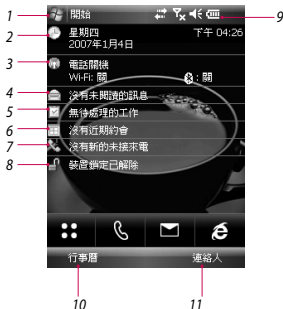 1 開始 9
2 星期四 下午 04:26
2007年1月4日
3 電話關機
Wi-Fi: 關 : 關
4 沒有未閱讀的訊息
5 無待處理的工作
6 沒有近期約會
7 沒有新的未接來電
8 裝置鎖定已解除
行事曆 連絡人
10 11